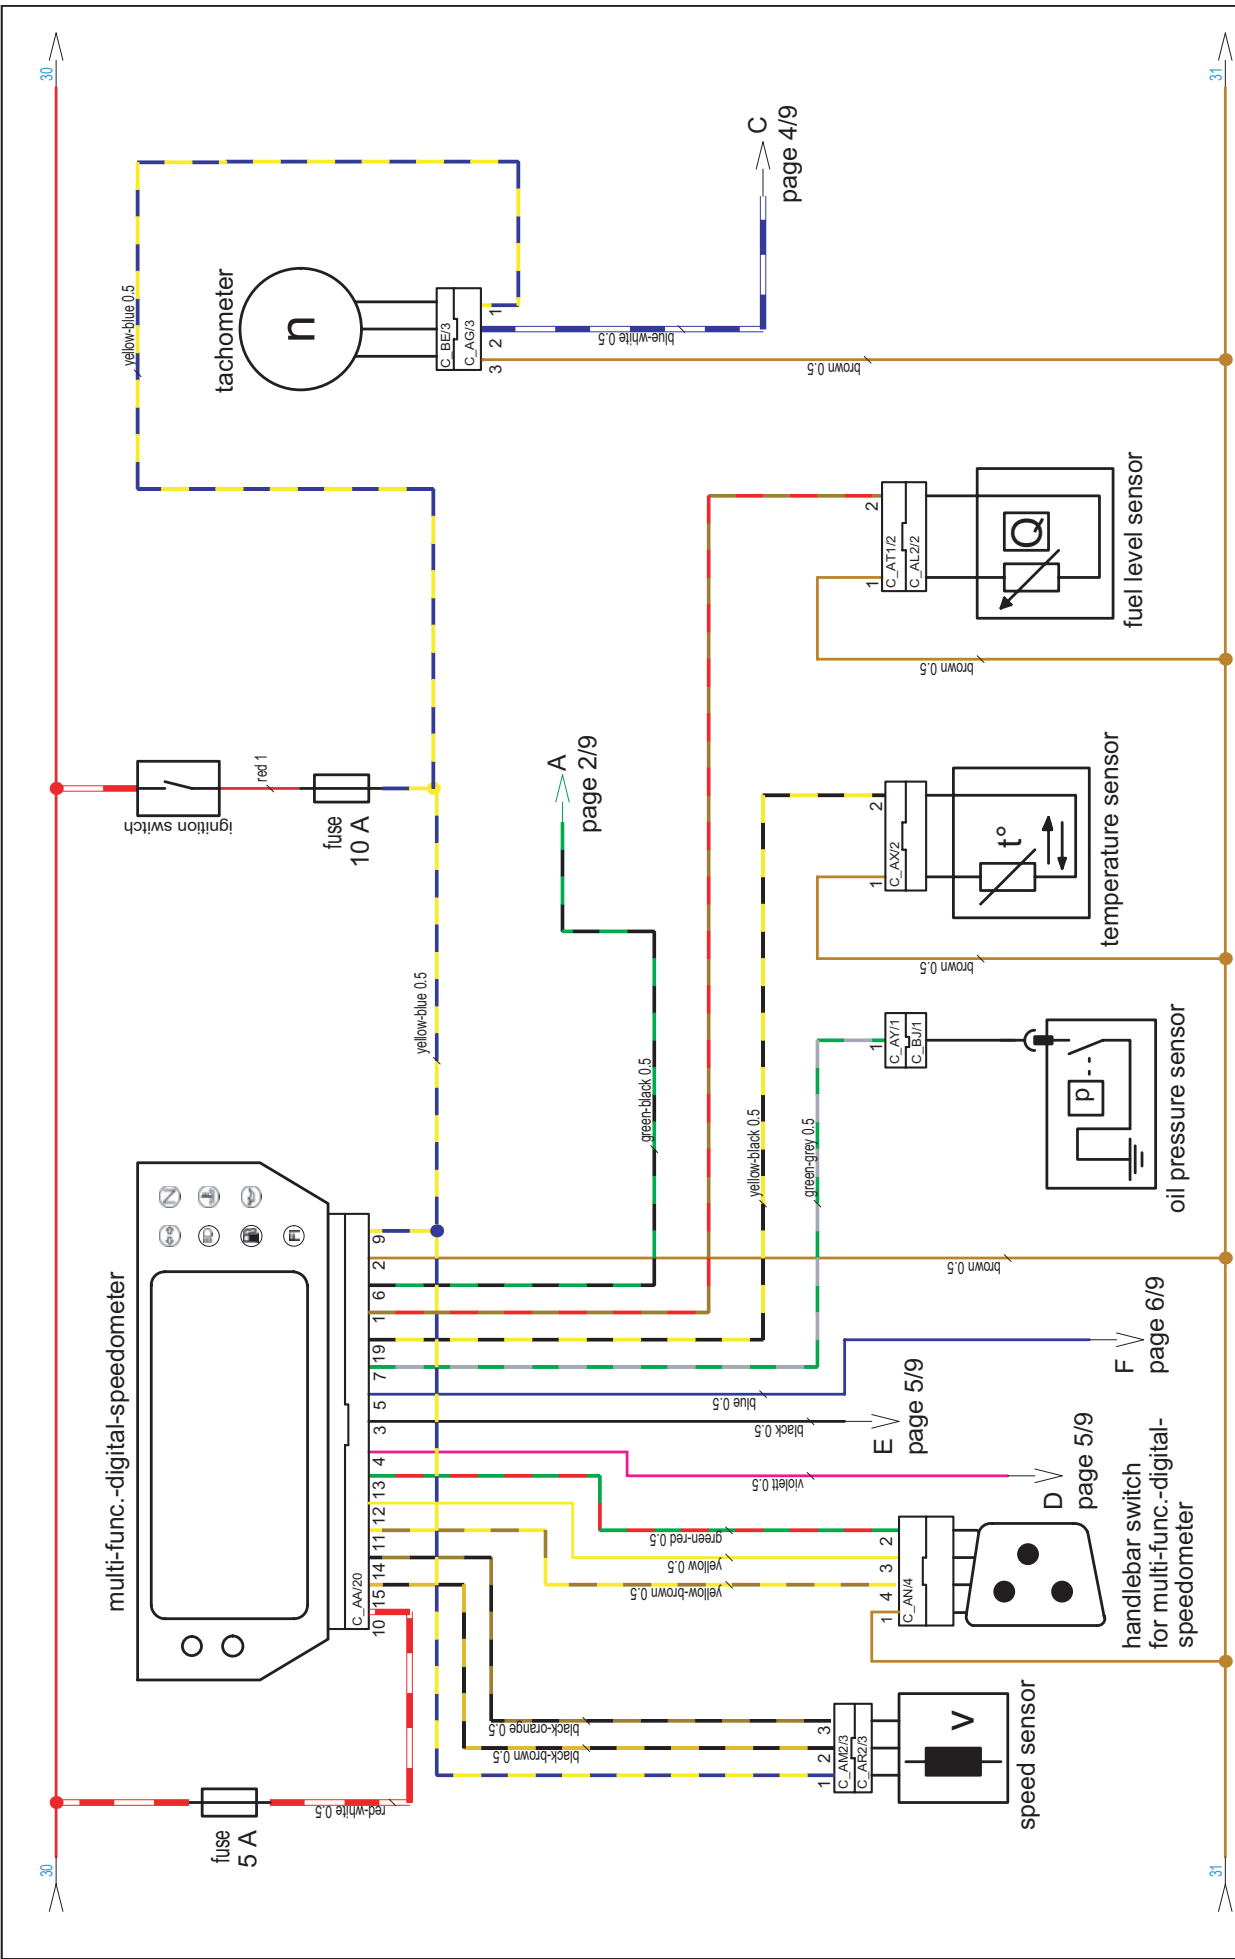 30
30
31
31
multi-func.-digital-speedometer
N
FI
C_AA/20
10
15
14
11
12
13
4
3
5
7
19
1
6
2
9
fuse
5 A
red-white 0.5
ignition switch
red 1
fuse
10 A
yellow-blue 0.5
yellow-blue 0.5
tachometer
n
C_BE/3
C_AG/3
3
2
1
blue-white 0.5
brown 0.5
C
page 4/9
A
page 2/9
green-black 0.5
yellow-black 0.5
green-grey 0.5
brown 0.5
blue 0.5
black 0.5
violett 0.5
green-red 0.5
yellow 0.5
yellow-brown 0.5
black-orange 0.5
black-brown 0.5
speed sensor
V
C_AM2/3
C_AR2/3
1
2
3
handlebar switch
for multi-func.-digital-
speedometer
C_AN/4
1
4
3
2
D
page 5/9
E
page 5/9
F
page 6/9
oil pressure sensor
p
C_AY/1
C_BJ/1
1
temperature sensor
t°
C_AX/2
1
2
brown 0.5
fuel level sensor
Q
C_AT1/2
C_AL2/2
1
2
brown 0.5